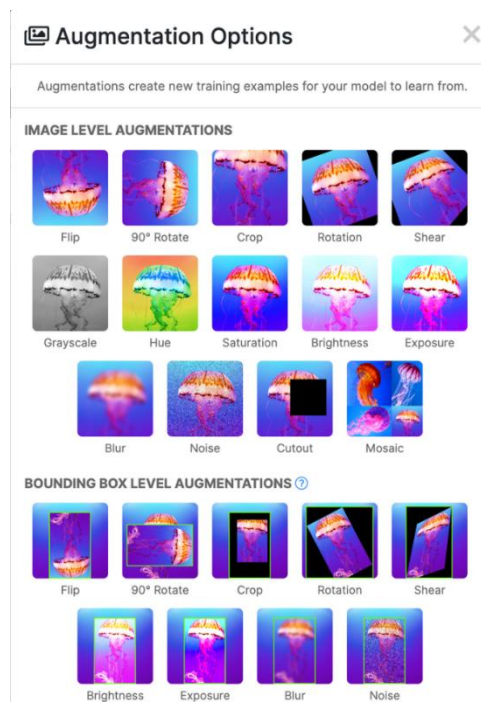 Augmentation Options
Augmentations create new training examples for your model to learn from.
IMAGE LEVEL AUGMENTATIONS
Flip 90° Rotate Crop Rotation Shear
Grayscale Hue Saturation Brightness Exposure
Blur Noise Cutout Mosaic
BOUNDING BOX LEVEL AUGMENTATIONS ?
Flip 90° Rotate Crop Rotation Shear
Brightness Exposure Blur Noise